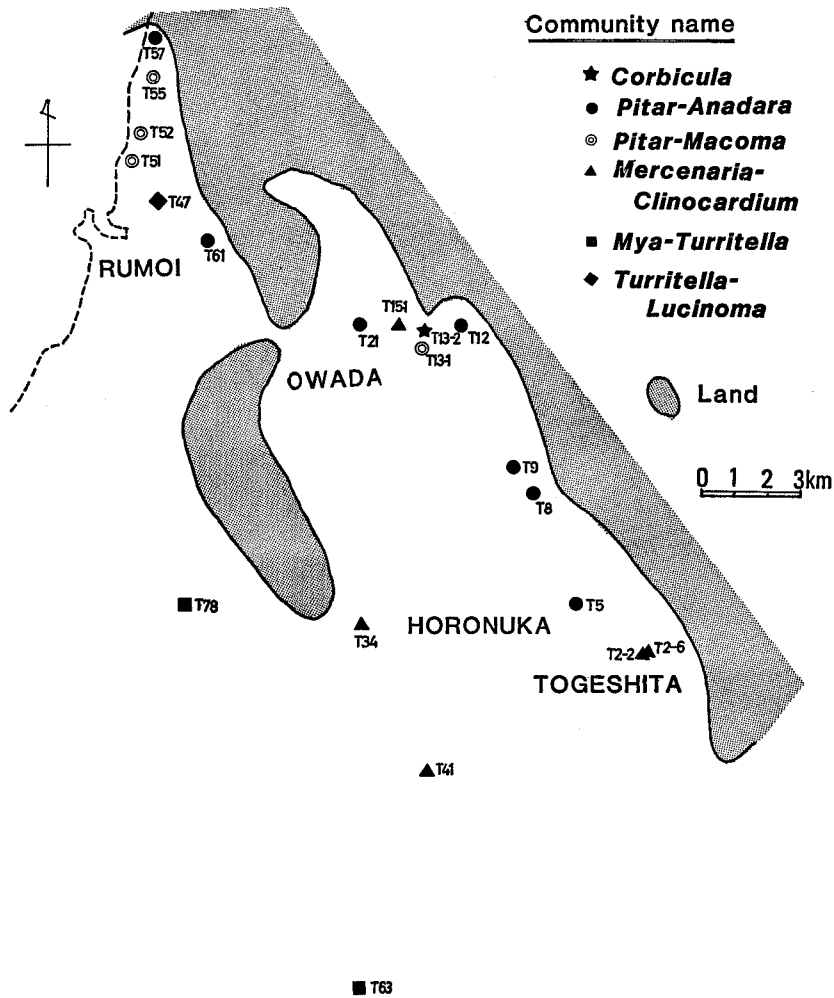 Community name
Corbicula
Pitar-Anadara
Pitar-Macoma
Mercenaria-
Clinocardium
Mya-Turritella
Turritella-
Lucinoma
Land
0 1 2 3km
T57
T55
T52
T51
T47
T61
RUMOI
T151
T21
T13-2
T12
T13-1
OWADA
T9
T8
T78
T5
T34
HORONUKA
T2-2
T2-6
TOGESHITA
T41
T63